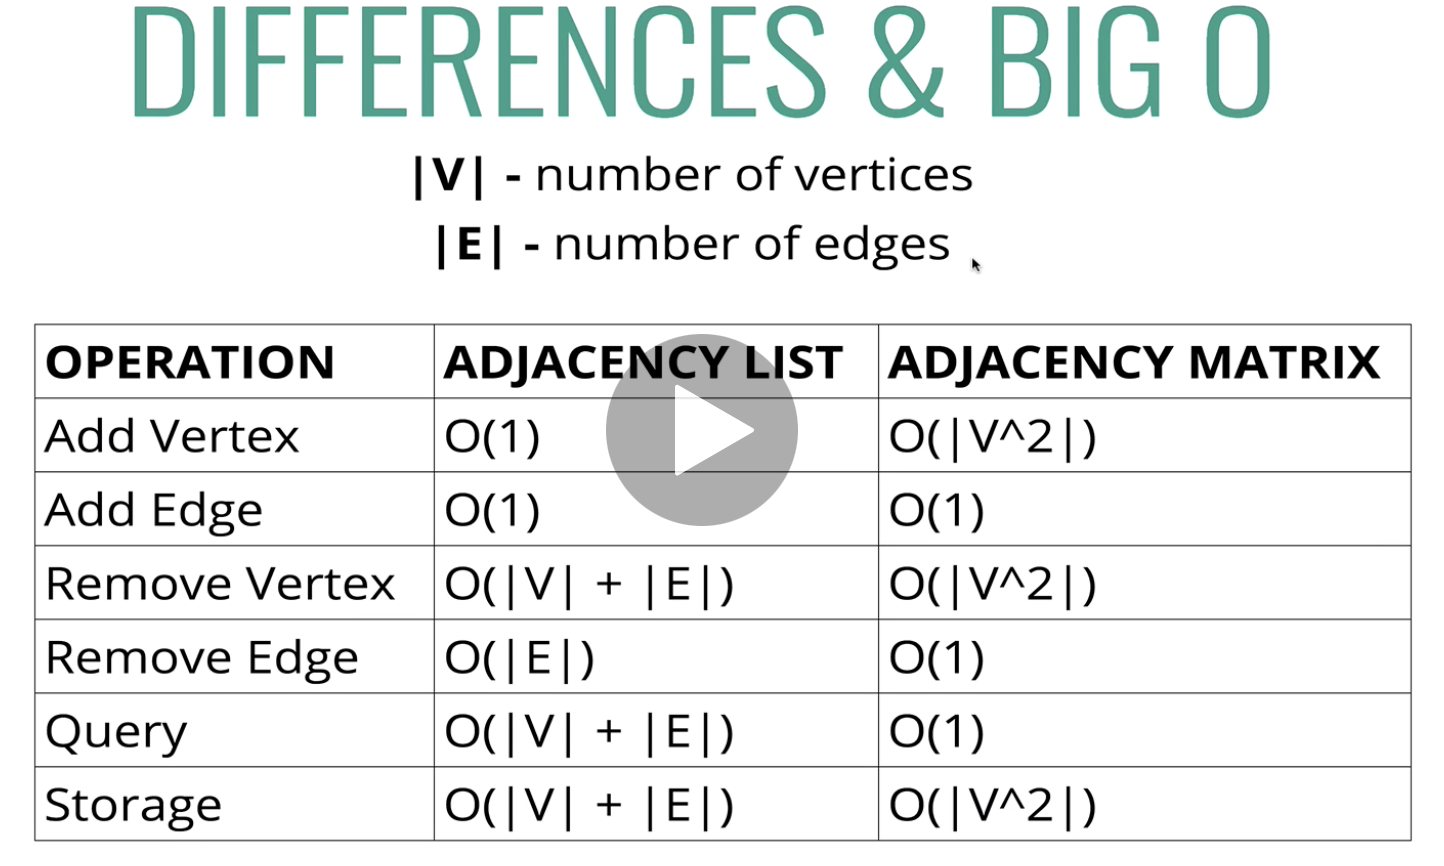 DIFFERENCES & BIG O
|V| - number of vertices
|E| - number of edges
OPERATION ADJACENCY LIST ADJACENCY MATRIX
Add Vertex O(1) O(|V^2|)
Add Edge O(1) O(1)
Remove Vertex O(|V| + |E|) O(|V^2|)
Remove Edge O(|E|) O(1)
Query O(|V| + |E|) O(1)
Storage O(|V| + |E|) O(|V^2|)